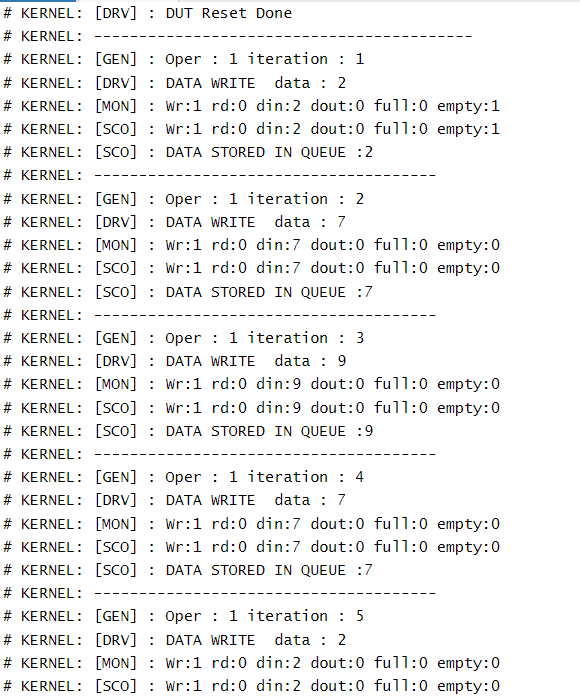 # KERNEL: [DRV] : DUT Reset Done
# KERNEL: ------------------------------------------
# KERNEL: [GEN] : Oper : 1 iteration : 1
# KERNEL: [DRV] : DATA WRITE  data : 2
# KERNEL: [MON] : Wr:1 rd:0 din:2 dout:0 full:0 empty:1
# KERNEL: [SCO] : Wr:1 rd:0 din:2 dout:0 full:0 empty:1
# KERNEL: [SCO] : DATA STORED IN QUEUE :2
# KERNEL: --------------------------------------
# KERNEL: [GEN] : Oper : 1 iteration : 2
# KERNEL: [DRV] : DATA WRITE  data : 7
# KERNEL: [MON] : Wr:1 rd:0 din:7 dout:0 full:0 empty:0
# KERNEL: [SCO] : Wr:1 rd:0 din:7 dout:0 full:0 empty:0
# KERNEL: [SCO] : DATA STORED IN QUEUE :7
# KERNEL: --------------------------------------
# KERNEL: [GEN] : Oper : 1 iteration : 3
# KERNEL: [DRV] : DATA WRITE  data : 9
# KERNEL: [MON] : Wr:1 rd:0 din:9 dout:0 full:0 empty:0
# KERNEL: [SCO] : Wr:1 rd:0 din:9 dout:0 full:0 empty:0
# KERNEL: [SCO] : DATA STORED IN QUEUE :9
# KERNEL: --------------------------------------
# KERNEL: [GEN] : Oper : 1 iteration : 4
# KERNEL: [DRV] : DATA WRITE  data : 7
# KERNEL: [MON] : Wr:1 rd:0 din:7 dout:0 full:0 empty:0
# KERNEL: [SCO] : Wr:1 rd:0 din:7 dout:0 full:0 empty:0
# KERNEL: [SCO] : DATA STORED IN QUEUE :7
# KERNEL: --------------------------------------
# KERNEL: [GEN] : Oper : 1 iteration : 5
# KERNEL: [DRV] : DATA WRITE  data : 2
# KERNEL: [MON] : Wr:1 rd:0 din:2 dout:0 full:0 empty:0
# KERNEL: [SCO] : Wr:1 rd:0 din:2 dout:0 full:0 empty:0